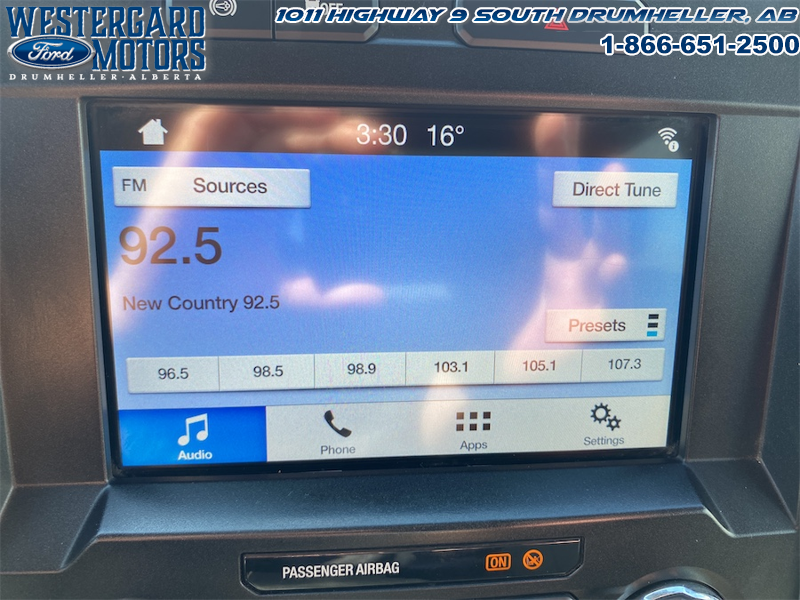 WESTERGARD
Ford
MOTORS
DRUMHELLER·ALBERTA
1011 HIGHWAY 9 SOUTH DRUMHELLER, AB
1-866-651-2500
OFF
3:30 16°
FM Sources
Direct Tune
92.5
New Country 92.5
Presets
96.5 98.5 98.9 103.1 105.1 107.3
Audio Phone Apps Settings
PASSENGER AIRBAG ON